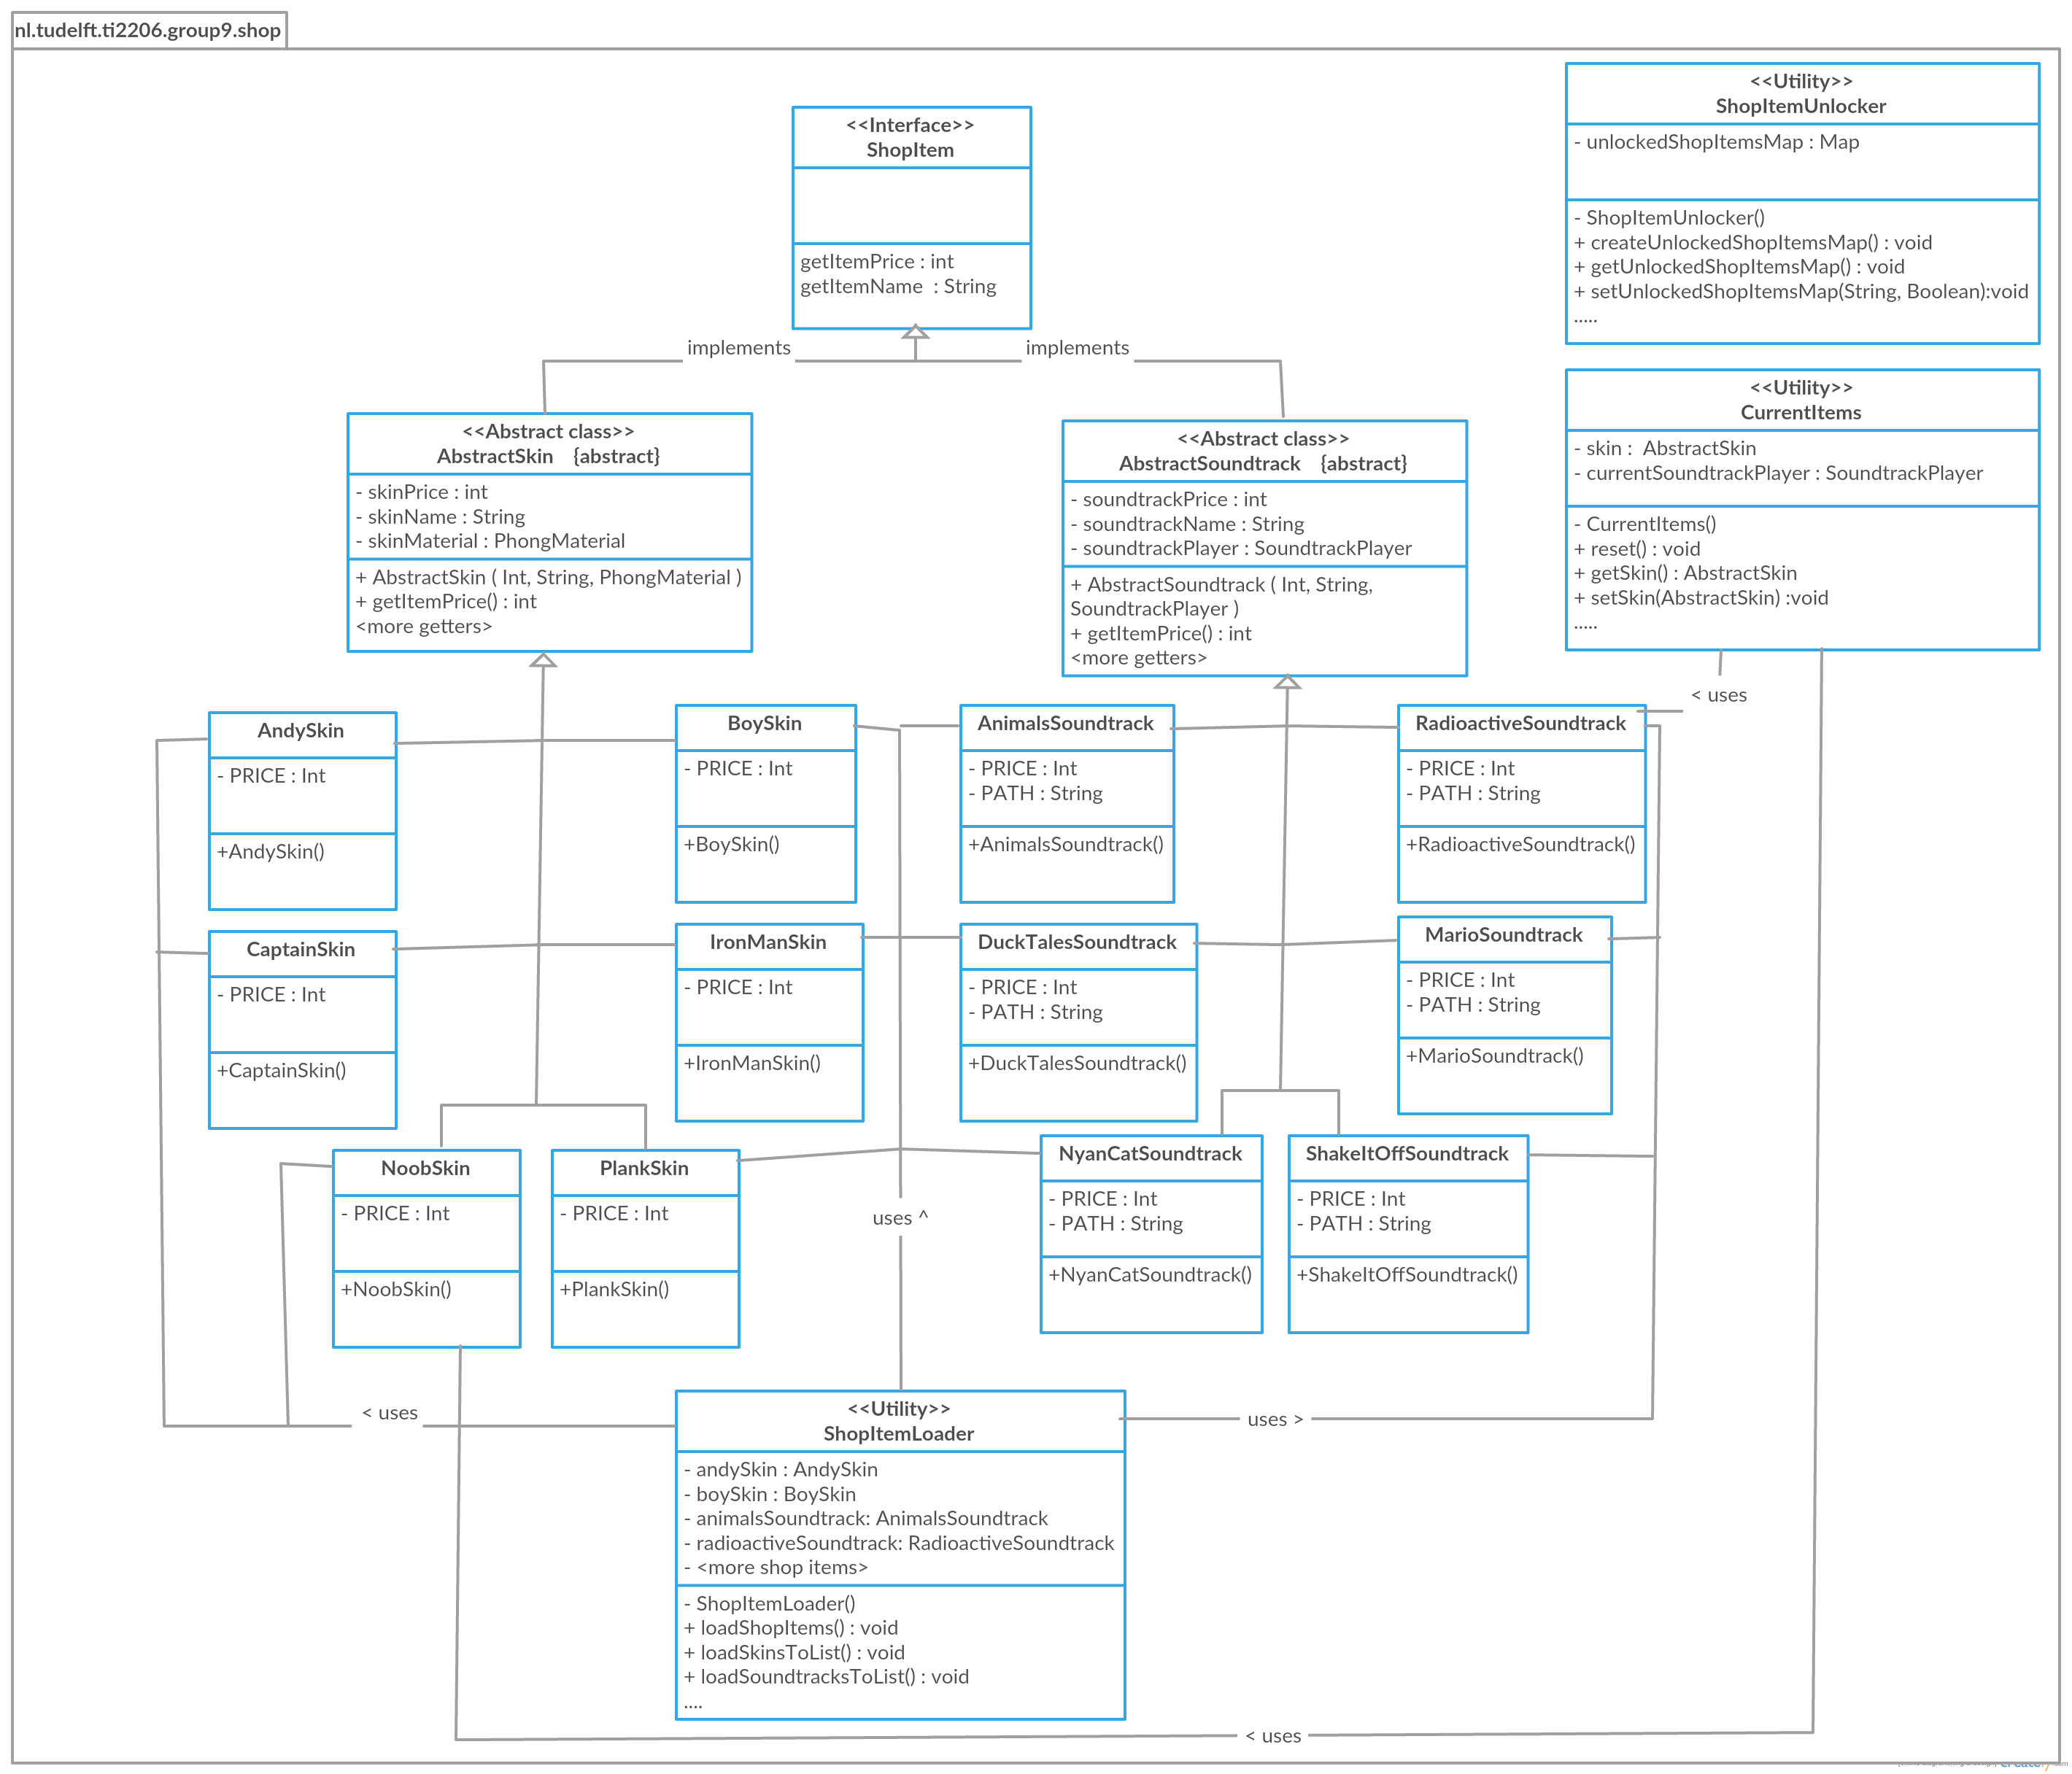 nl.tudelft.ti2206.group9.shop
<<Utility>>
ShopItemUnlocker
- unlockedShopItemsMap : Map
- ShopItemUnlocker()
+ createUnlockedShopItemsMap() : void
+ getUnlockedShopItemsMap() : void
+ setUnlockedShopItemsMap(String, Boolean):void
.....
<<Interface>>
ShopItem
getItemPrice : int
getItemName  : String
implements
implements
<<Utility>>
CurrentItems
- skin :  AbstractSkin
- currentSoundtrackPlayer : SoundtrackPlayer
- CurrentItems()
+ reset() : void
+ getSkin() : AbstractSkin
+ setSkin(AbstractSkin) :void
.....
<<Abstract class>>
AbstractSkin    {abstract}
- skinPrice : int
- skinName : String
- skinMaterial : PhongMaterial
+ AbstractSkin ( Int, String, PhongMaterial )
+ getItemPrice() : int
<more getters>
<<Abstract class>>
AbstractSoundtrack    {abstract}
- soundtrackPrice : int
- soundtrackName : String
- soundtrackPlayer : SoundtrackPlayer
+ AbstractSoundtrack ( Int, String,
SoundtrackPlayer )
+ getItemPrice() : int
<more getters>
< uses
AndySkin
- PRICE : Int
+AndySkin()
BoySkin
- PRICE : Int
+BoySkin()
AnimalsSoundtrack
- PRICE : Int
- PATH : String
+AnimalsSoundtrack()
RadioactiveSoundtrack
- PRICE : Int
- PATH : String
+RadioactiveSoundtrack()
CaptainSkin
- PRICE : Int
+CaptainSkin()
IronManSkin
- PRICE : Int
+IronManSkin()
DuckTalesSoundtrack
- PRICE : Int
- PATH : String
+DuckTalesSoundtrack()
MarioSoundtrack
- PRICE : Int
- PATH : String
+MarioSoundtrack()
NoobSkin
- PRICE : Int
+NoobSkin()
PlankSkin
- PRICE : Int
+PlankSkin()
uses ^
NyanCatSoundtrack
- PRICE : Int
- PATH : String
+NyanCatSoundtrack()
ShakeItOffSoundtrack
- PRICE : Int
- PATH : String
+ShakeItOffSoundtrack()
< uses
uses >
<<Utility>>
ShopItemLoader
- andySkin : AndySkin
- boySkin : BoySkin
- animalsSoundtrack: AnimalsSoundtrack
- radioactiveSoundtrack: RadioactiveSoundtrack
- <more shop items>
- ShopItemLoader()
+ loadShopItems() : void
+ loadSkinsToList() : void
+ loadSoundtracksToList() : void
....
< uses